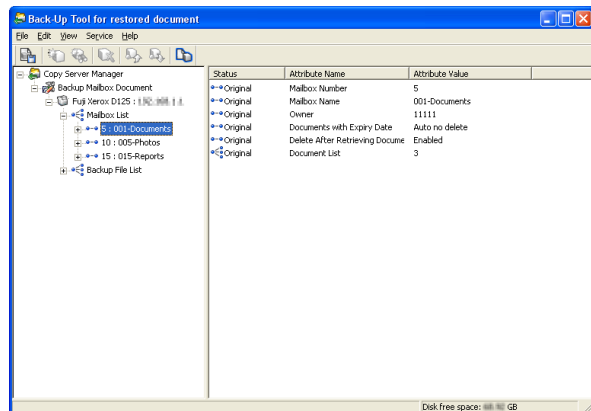 Back-Up Tool for restored document
File Edit View Service Help
Copy Server Manager
Backup Mailbox Document
Fuji Xerox D125 :
Mailbox List
5 : 001-Documents
10 : 005-Photos
15 : 015-Reports
Backup File List
Status Attribute Name Attribute Value
Original Mailbox Number 5
Original Mailbox Name 001-Documents
Original Owner 11111
Original Documents with Expiry Date Auto no delete
Original Delete After Retrieving Docume Enabled
Original Document List 3
Disk free space: GB